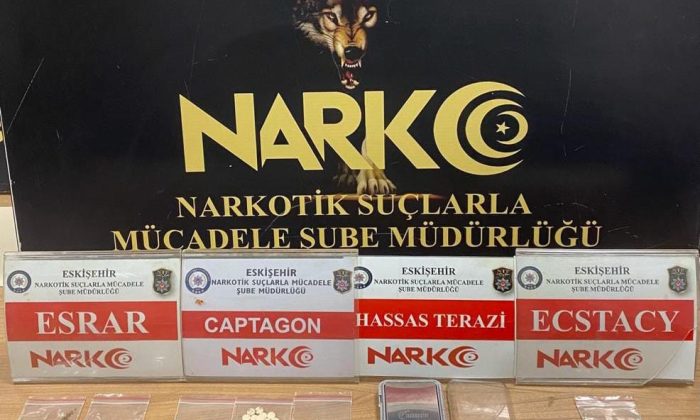 NARKO
NARKOTİK SUÇLARLA
MÜCADELE ŞUBE MÜDÜRLÜĞÜ
ESKİŞEHİR
NARKOTİK SUÇLARLA MÜCADELE
ŞUBE MÜDÜRLÜĞÜ
ESRAR
NARKO
ESKİŞEHİR
NARKOTİK SUÇLARLA MÜCADELE
ŞUBE MÜDÜRLÜĞÜ
CAPTAGON
NARKO
ESKİŞEHİR
NARKOTİK SUÇLARLA MÜCADELE
ŞUBE MÜDÜRLÜĞÜ
HASSAS TERAZİ
NARKO
ESKİŞEHİR
NARKOTİK SUÇLARLA MÜCADELE
ŞUBE MÜDÜRLÜĞÜ
ECSTACY
NARKO